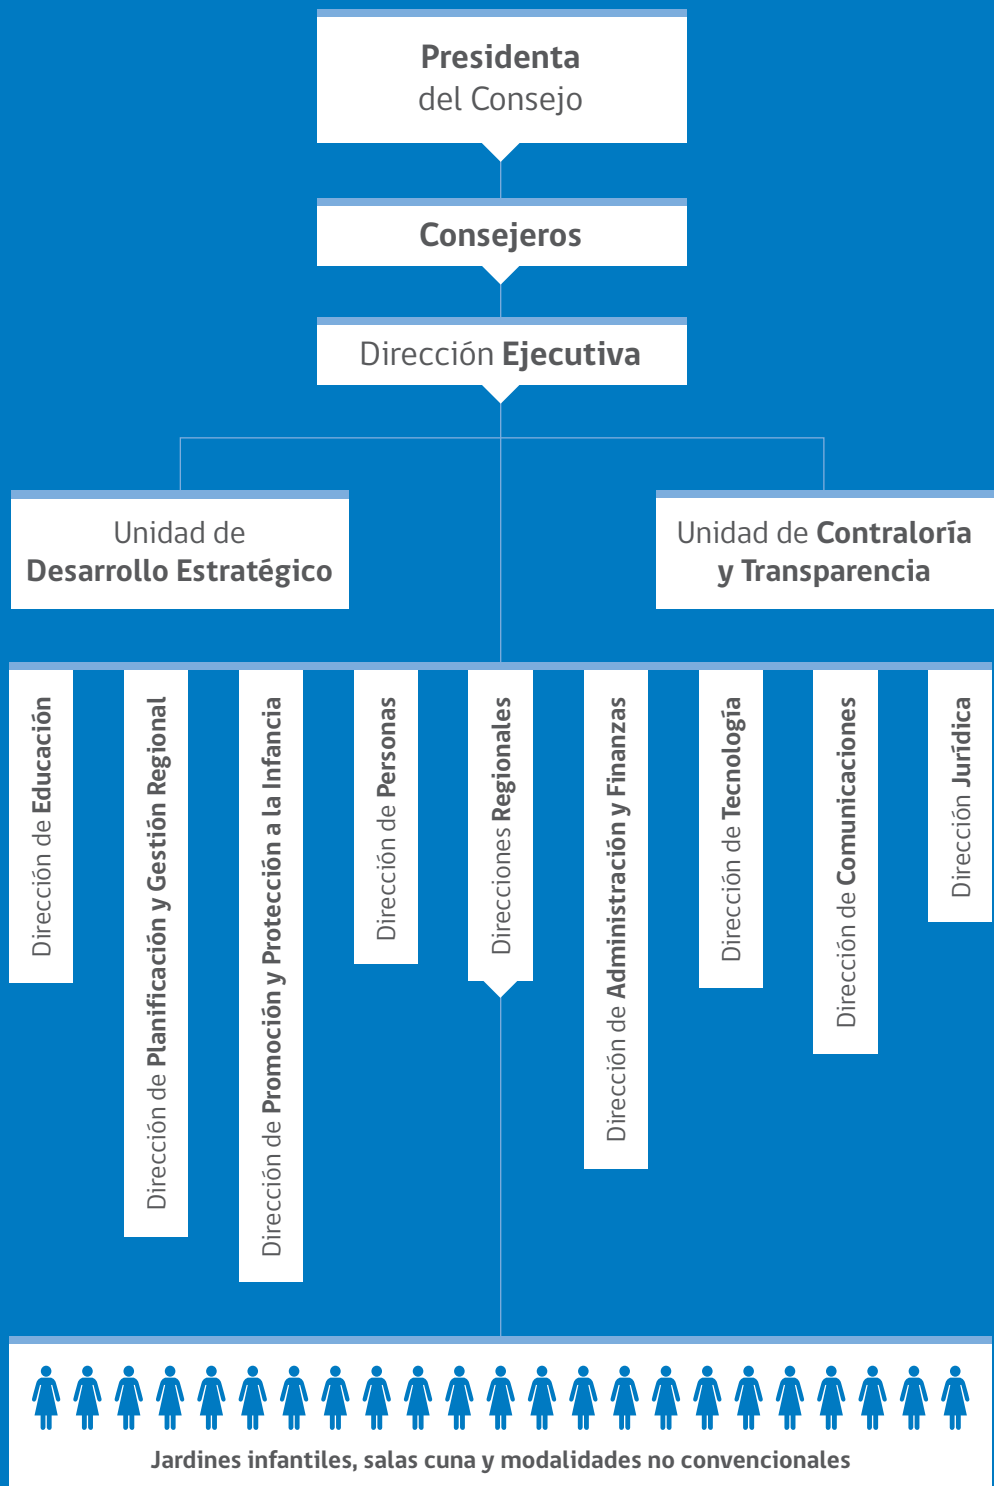 Presidenta
del Consejo
Consejeros
Dirección Ejecutiva
Unidad de
Desarrollo Estratégico
Unidad de Contraloría
y Transparencia
Dirección de Educación
Dirección de Planificación y Gestión Regional
Dirección de Promoción y Protección a la Infancia
Dirección de Personas
Direcciones Regionales
Dirección de Administración y Finanzas
Dirección de Tecnología
Dirección de Comunicaciones
Dirección Jurídica
Jardines infantiles, salas cuna y modalidades no convencionales